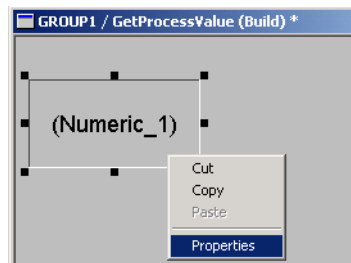 GROUP1 / GetProcessValue (Build) *
(Numeric_1)
Cut
Copy
Paste
Properties